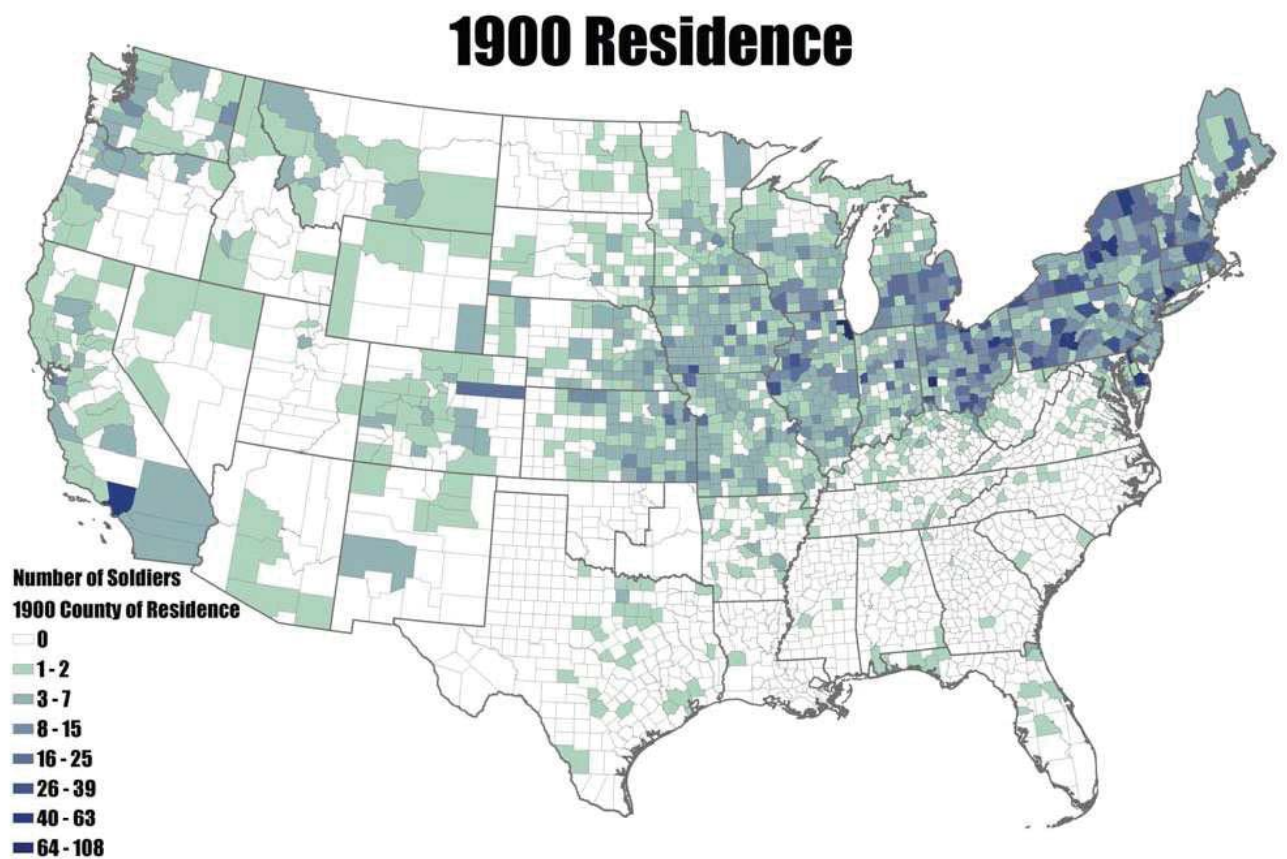 1900 Residence
Number of Soldiers
1900 County of Residence
0
1 - 2
3 - 7
8 - 15
16 - 25
26 - 39
40 - 63
64 - 108